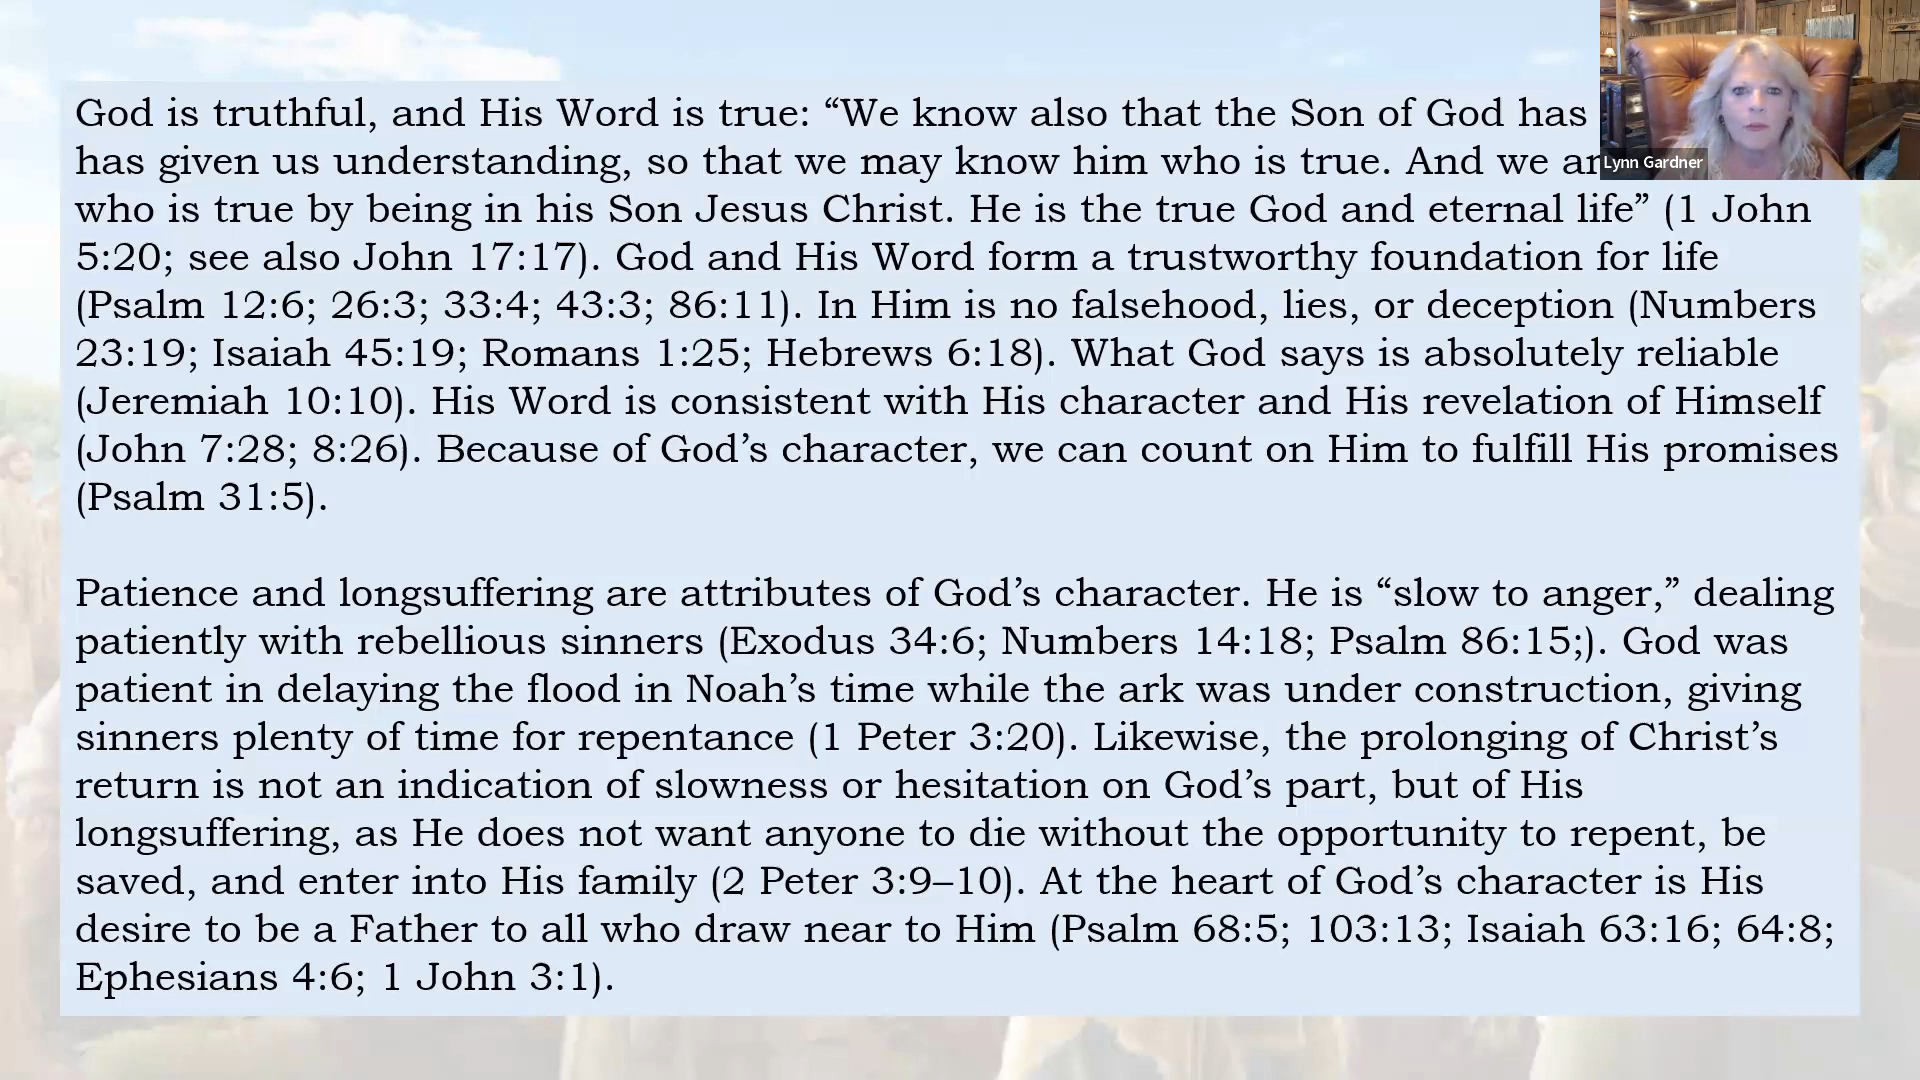 God is truthful, and His Word is true: “We know also that the Son of God has
has given us understanding, so that we may know him who is true. And we
who is true by being in his Son Jesus Christ. He is the true God and eternal life” (1 John
5:20; see also John 17:17). God and His Word form a trustworthy foundation for life
(Psalm 12:6; 26:3; 33:4; 43:3; 86:11). In Him is no falsehood, lies, or deception (Numbers
23:19; Isaiah 45:19; Romans 1:25; Hebrews 6:18). What God says is absolutely reliable
(Jeremiah 10:10). His Word is consistent with His character and His revelation of Himself
(John 7:28; 8:26). Because of God’s character, we can count on Him to fulfill His promises
(Psalm 31:5).
Patience and longsuffering are attributes of God’s character. He is “slow to anger,” dealing
patiently with rebellious sinners (Exodus 34:6; Numbers 14:18; Psalm 86:15;). God was
patient in delaying the flood in Noah’s time while the ark was under construction, giving
sinners plenty of time for repentance (1 Peter 3:20). Likewise, the prolonging of Christ’s
return is not an indication of slowness or hesitation on God’s part, but of His
longsuffering, as He does not want anyone to die without the opportunity to repent, be
saved, and enter into His family (2 Peter 3:9–10). At the heart of God’s character is His
desire to be a Father to all who draw near to Him (Psalm 68:5; 103:13; Isaiah 63:16; 64:8;
Ephesians 4:6; 1 John 3:1).
Lynn Gardner